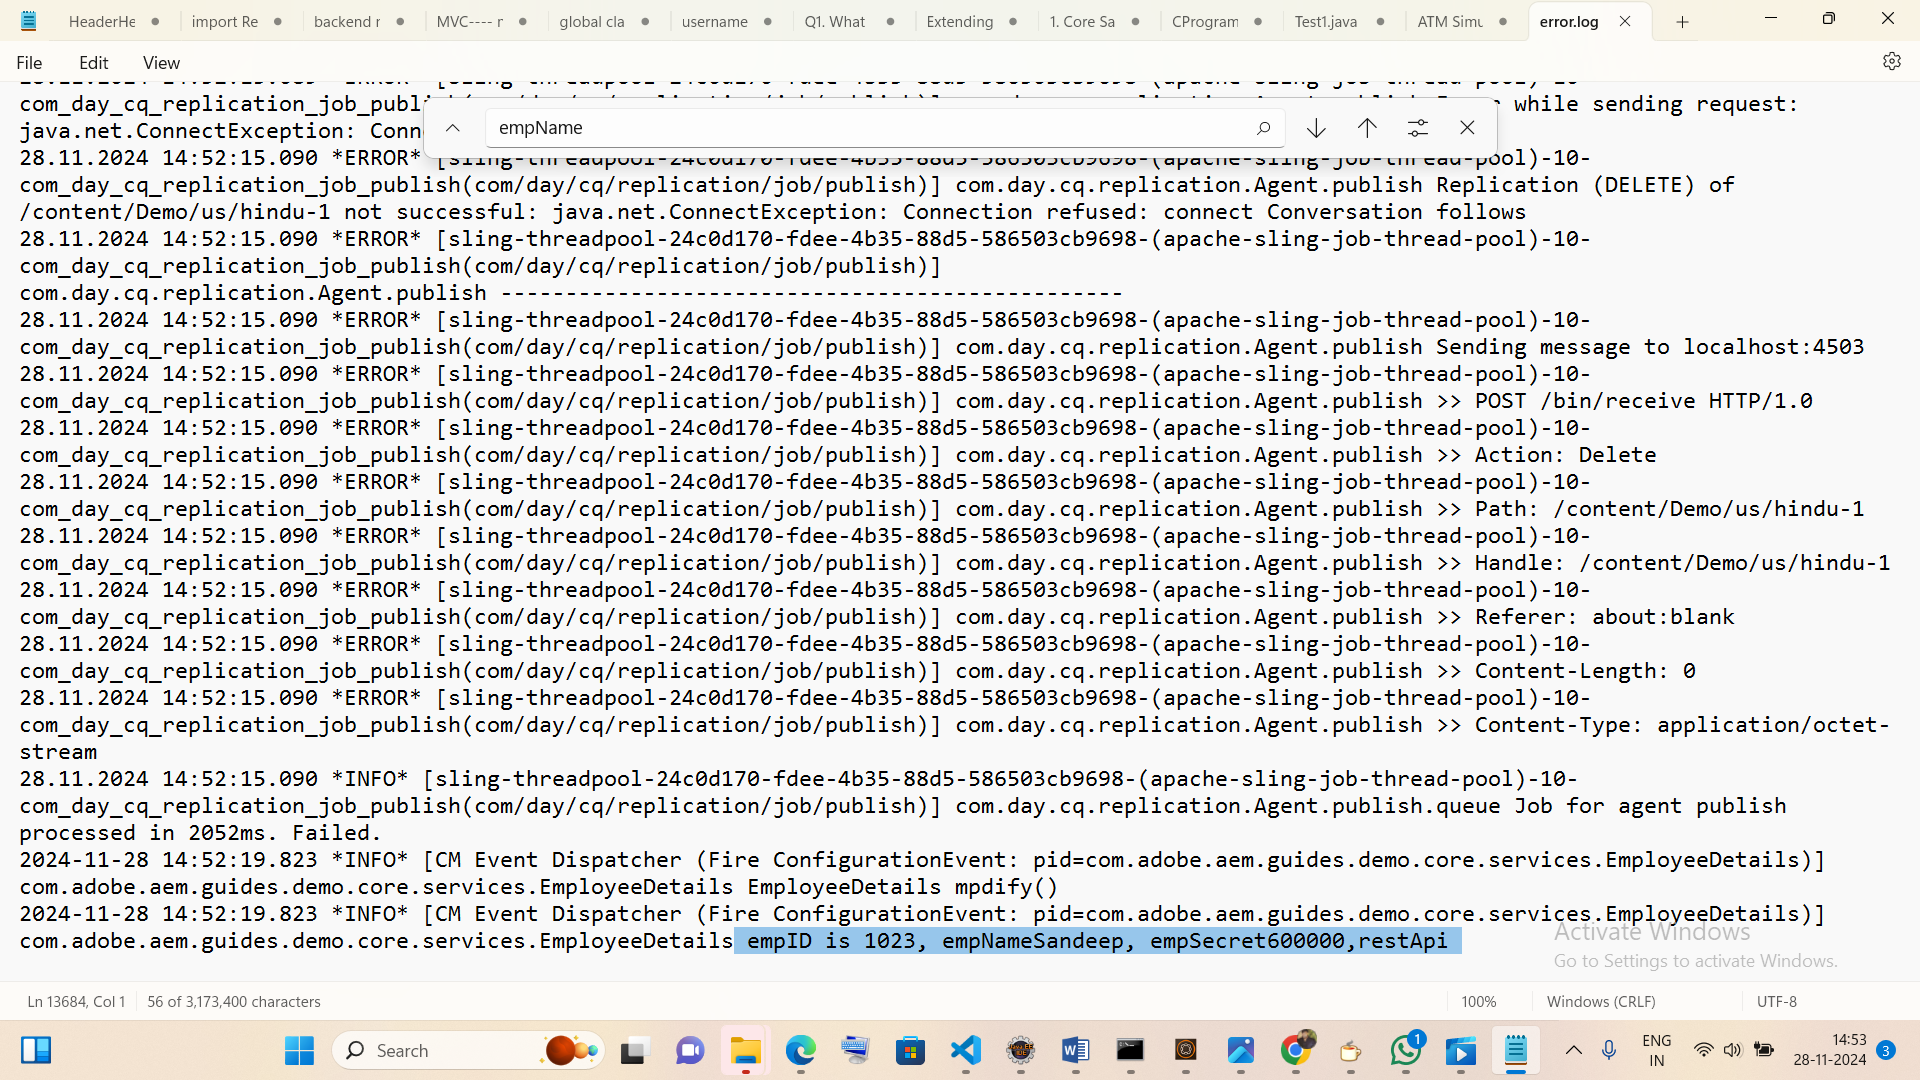 HeaderHe
import Re
backend r
MVC---- r
global cla
username
Q1. What
Extending
1. Core Sa
CProgram
Test1.java
ATM Simu
error.log
File
Edit
View
empName
com_day_cq_replication_job_publ
while sending request:
java.net.ConnectException: Conn
28.11.2024 14:52:15.090 *ERROR* [sling-threadpool-24c0d170-fdee-4b35-88d5-586503cb9698-(apache-sling-job-thread-pool)-10-
com_day_cq_replication_job_publish(com/day/cq/replication/job/publish)] com.day.cq.replication.Agent.publish Replication (DELETE) of
/content/Demo/us/hindu-1 not successful: java.net.ConnectException: Connection refused: connect Conversation follows
28.11.2024 14:52:15.090 *ERROR* [sling-threadpool-24c0d170-fdee-4b35-88d5-586503cb9698-(apache-sling-job-thread-pool)-10-
com_day_cq_replication_job_publish(com/day/cq/replication/job/publish)]
com.day.cq.replication.Agent.publish ------------------------------------------------
28.11.2024 14:52:15.090 *ERROR* [sling-threadpool-24c0d170-fdee-4b35-88d5-586503cb9698-(apache-sling-job-thread-pool)-10-
com_day_cq_replication_job_publish(com/day/cq/replication/job/publish)] com.day.cq.replication.Agent.publish Sending message to localhost:4503
28.11.2024 14:52:15.090 *ERROR* [sling-threadpool-24c0d170-fdee-4b35-88d5-586503cb9698-(apache-sling-job-thread-pool)-10-
com_day_cq_replication_job_publish(com/day/cq/replication/job/publish)] com.day.cq.replication.Agent.publish >> POST /bin/receive HTTP/1.0
28.11.2024 14:52:15.090 *ERROR* [sling-threadpool-24c0d170-fdee-4b35-88d5-586503cb9698-(apache-sling-job-thread-pool)-10-
com_day_cq_replication_job_publish(com/day/cq/replication/job/publish)] com.day.cq.replication.Agent.publish >> Action: Delete
28.11.2024 14:52:15.090 *ERROR* [sling-threadpool-24c0d170-fdee-4b35-88d5-586503cb9698-(apache-sling-job-thread-pool)-10-
com_day_cq_replication_job_publish(com/day/cq/replication/job/publish)] com.day.cq.replication.Agent.publish >> Path: /content/Demo/us/hindu-1
28.11.2024 14:52:15.090 *ERROR* [sling-threadpool-24c0d170-fdee-4b35-88d5-586503cb9698-(apache-sling-job-thread-pool)-10-
com_day_cq_replication_job_publish(com/day/cq/replication/job/publish)] com.day.cq.replication.Agent.publish >> Handle: /content/Demo/us/hindu-1
28.11.2024 14:52:15.090 *ERROR* [sling-threadpool-24c0d170-fdee-4b35-88d5-586503cb9698-(apache-sling-job-thread-pool)-10-
com_day_cq_replication_job_publish(com/day/cq/replication/job/publish)] com.day.cq.replication.Agent.publish >> Referer: about:blank
28.11.2024 14:52:15.090 *ERROR* [sling-threadpool-24c0d170-fdee-4b35-88d5-586503cb9698-(apache-sling-job-thread-pool)-10-
com_day_cq_replication_job_publish(com/day/cq/replication/job/publish)] com.day.cq.replication.Agent.publish >> Content-Length: 0
28.11.2024 14:52:15.090 *ERROR* [sling-threadpool-24c0d170-fdee-4b35-88d5-586503cb9698-(apache-sling-job-thread-pool)-10-
com_day_cq_replication_job_publish(com/day/cq/replication/job/publish)] com.day.cq.replication.Agent.publish >> Content-Type: application/octet-
stream
28.11.2024 14:52:15.090 *INFO* [sling-threadpool-24c0d170-fdee-4b35-88d5-586503cb9698-(apache-sling-job-thread-pool)-10-
com_day_cq_replication_job_publish(com/day/cq/replication/job/publish)] com.day.cq.replication.Agent.publish.queue Job for agent publish
processed in 2052ms. Failed.
2024-11-28 14:52:19.823 *INFO* [CM Event Dispatcher (Fire ConfigurationEvent: pid=com.adobe.aem.guides.demo.core.services.EmployeeDetails)]
com.adobe.aem.guides.demo.core.services.EmployeeDetails EmployeeDetails mpdify()
2024-11-28 14:52:19.823 *INFO* [CM Event Dispatcher (Fire ConfigurationEvent: pid=com.adobe.aem.guides.demo.core.services.EmployeeDetails)]
com.adobe.aem.guides.demo.core.services.EmployeeDetails empID is 1023, empNameSandeep, empSecret600000,restApi
Activate Windows
Go to Settings to activate Windows.
Ln 13684, Col 1
56 of 3,173,400 characters
100%
Windows (CRLF)
UTF-8
Search
1
ENG
IN
14:53
28-11-2024
3